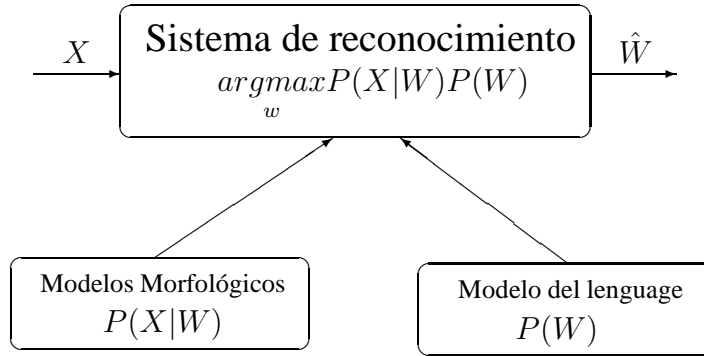 Sistema de reconocimiento
X
argmaxP(X|W)P(W)
w
Ŵ
Modelos Morfológicos
P(X|W)
Modelo del lenguage
P(W)